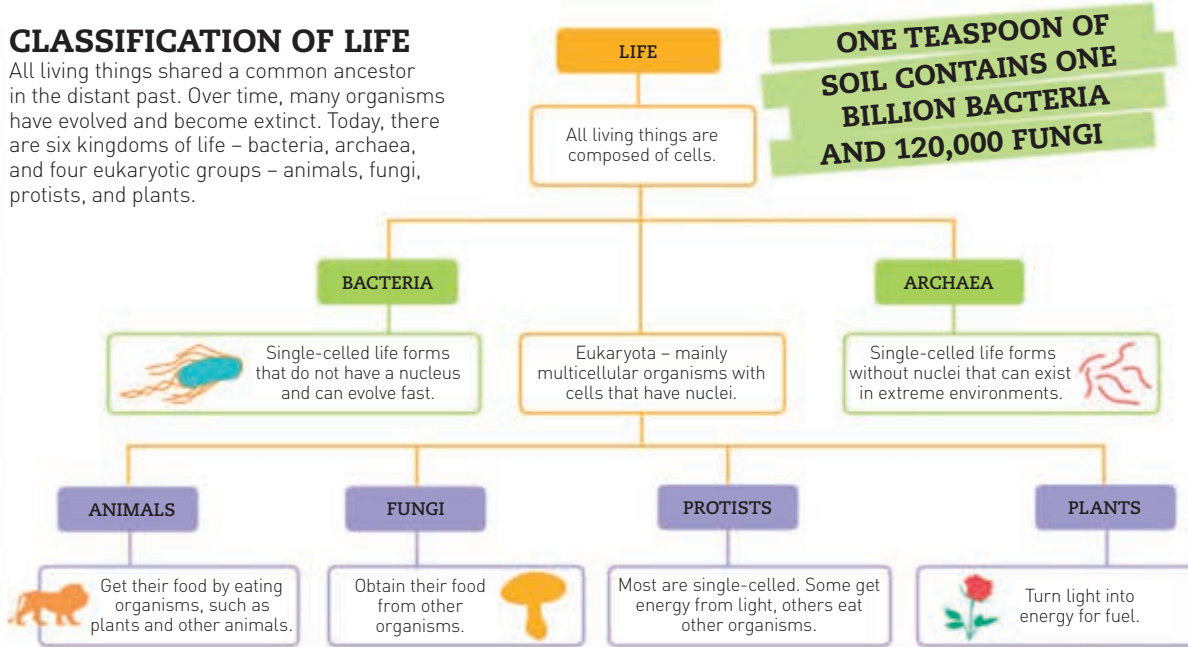 CLASSIFICATION OF LIFE
All living things shared a common ancestor
in the distant past. Over time, many organisms
have evolved and become extinct. Today, there
are six kingdoms of life – bacteria, archaea,
and four eukaryotic groups – animals, fungi,
protists, and plants.
LIFE
All living things are
composed of cells.
ONE TEASPOON OF
SOIL CONTAINS ONE
BILLION BACTERIA
AND 120,000 FUNGI
BACTERIA
Single-celled life forms
that do not have a nucleus
and can evolve fast.
Eukaryota – mainly
multicellular organisms with
cells that have nuclei.
ARCHAEA
Single-celled life forms
without nuclei that can exist
in extreme environments.
ANIMALS
Get their food by eating
organisms, such as
plants and other animals.
FUNGI
Obtain their food
from other
organisms.
PROTISTS
Most are single-celled. Some get
energy from light, others eat
other organisms.
PLANTS
Turn light into
energy for fuel.